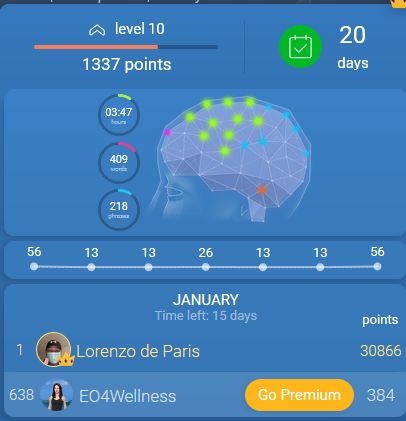 level 10
1337 points
20
days
03:47
hours
409
words
218
phrases
56 13 13 26 13 13 56
JANUARY
Time left: 15 days
points
1 Lorenzo de Paris 30866
638 EO4Wellness Go Premium 384